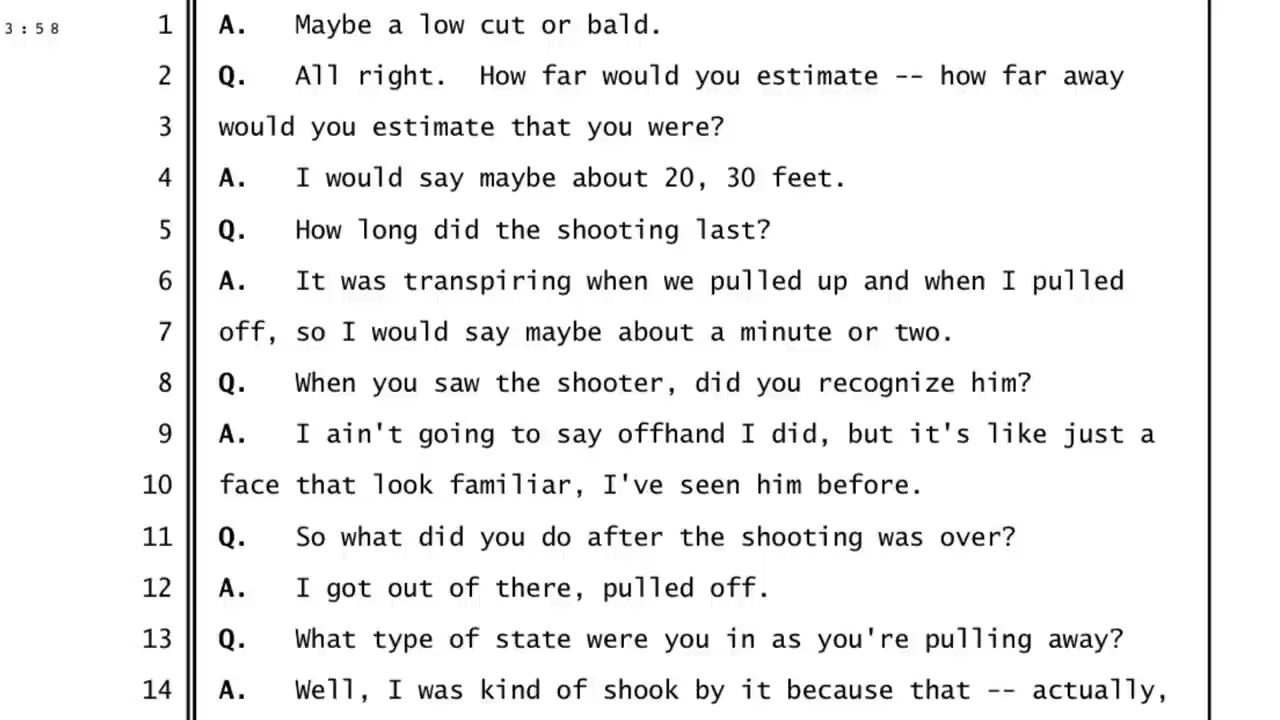 3:58 1 A. Maybe a low cut or bald.
2 Q. All right. How far would you estimate -- how far away
3 would you estimate that you were?
4 A. I would say maybe about 20, 30 feet.
5 Q. How long did the shooting last?
6 A. It was transpiring when we pulled up and when I pulled
7 off, so I would say maybe about a minute or two.
8 Q. When you saw the shooter, did you recognize him?
9 A. I ain't going to say offhand I did, but it's like just a
10 face that look familiar, I've seen him before.
11 Q. So what did you do after the shooting was over?
12 A. I got out of there, pulled off.
13 Q. What type of state were you in as you're pulling away?
14 A. Well, I was kind of shook by it because that -- actually,